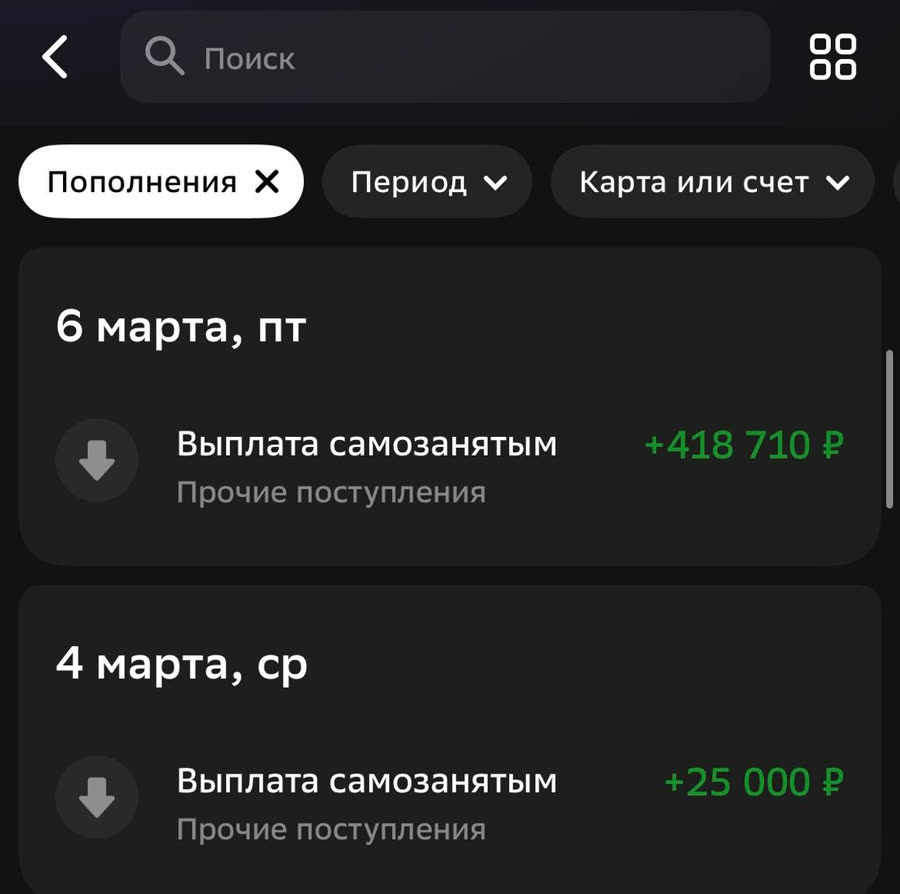 Поиск
Пополнения
Период
Карта или счет
6 марта, пт
Выплата самозанятым
+418 710 ₽
Прочие поступления
4 марта, ср
Выплата самозанятым
+25 000 ₽
Прочие поступления